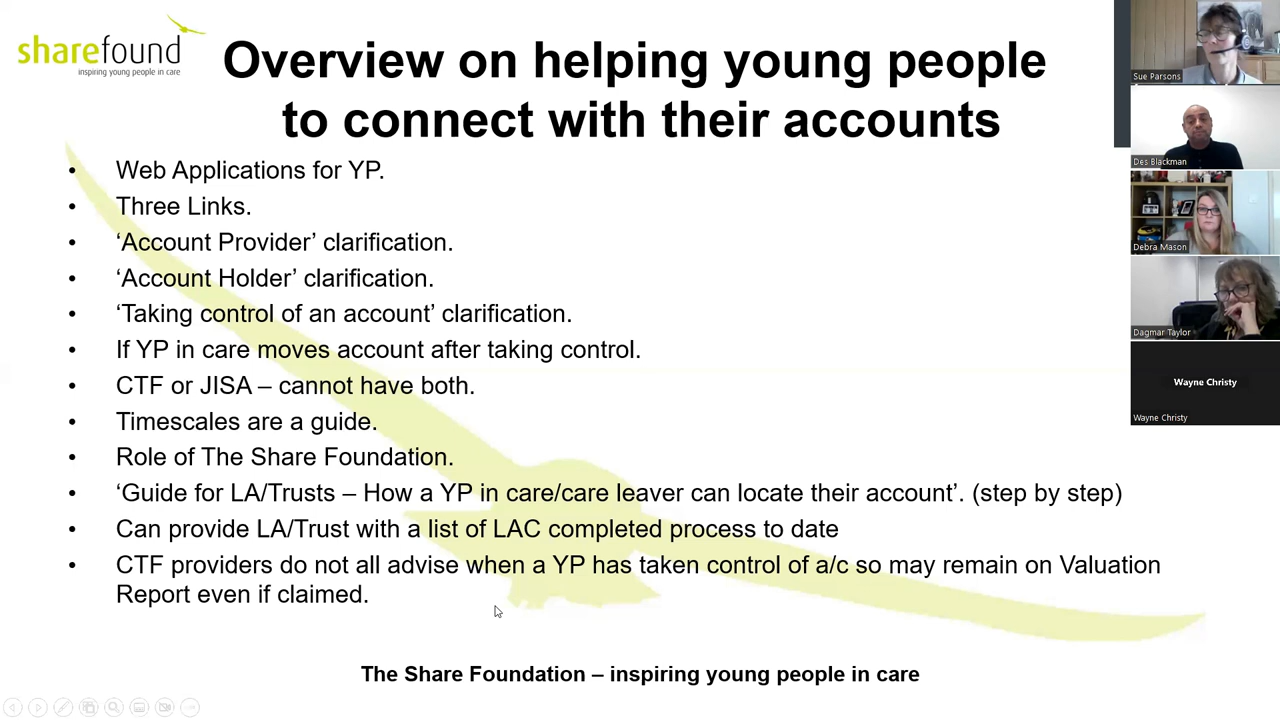 sharefound
inspiring young people in care
Overview on helping young people
to connect with their accounts
• Web Applications for YP.
• Three Links.
• ‘Account Provider’ clarification.
• ‘Account Holder’ clarification.
• ‘Taking control of an account’ clarification.
• If YP in care moves account after taking control.
• CTF or JISA – cannot have both.
• Timescales are a guide.
• Role of The Share Foundation.
• ‘Guide for LA/Trusts – How a YP in care/care leaver can locate their account’. (step by step)
• Can provide LA/Trust with a list of LAC completed process to date
• CTF providers do not all advise when a YP has taken control of a/c so may remain on Valuation
Report even if claimed.
The Share Foundation – inspiring young people in care
Sue Parsons
Des Blackman
Debra Mason
Dagmar Taylor
Wayne Christy
Wayne Christy